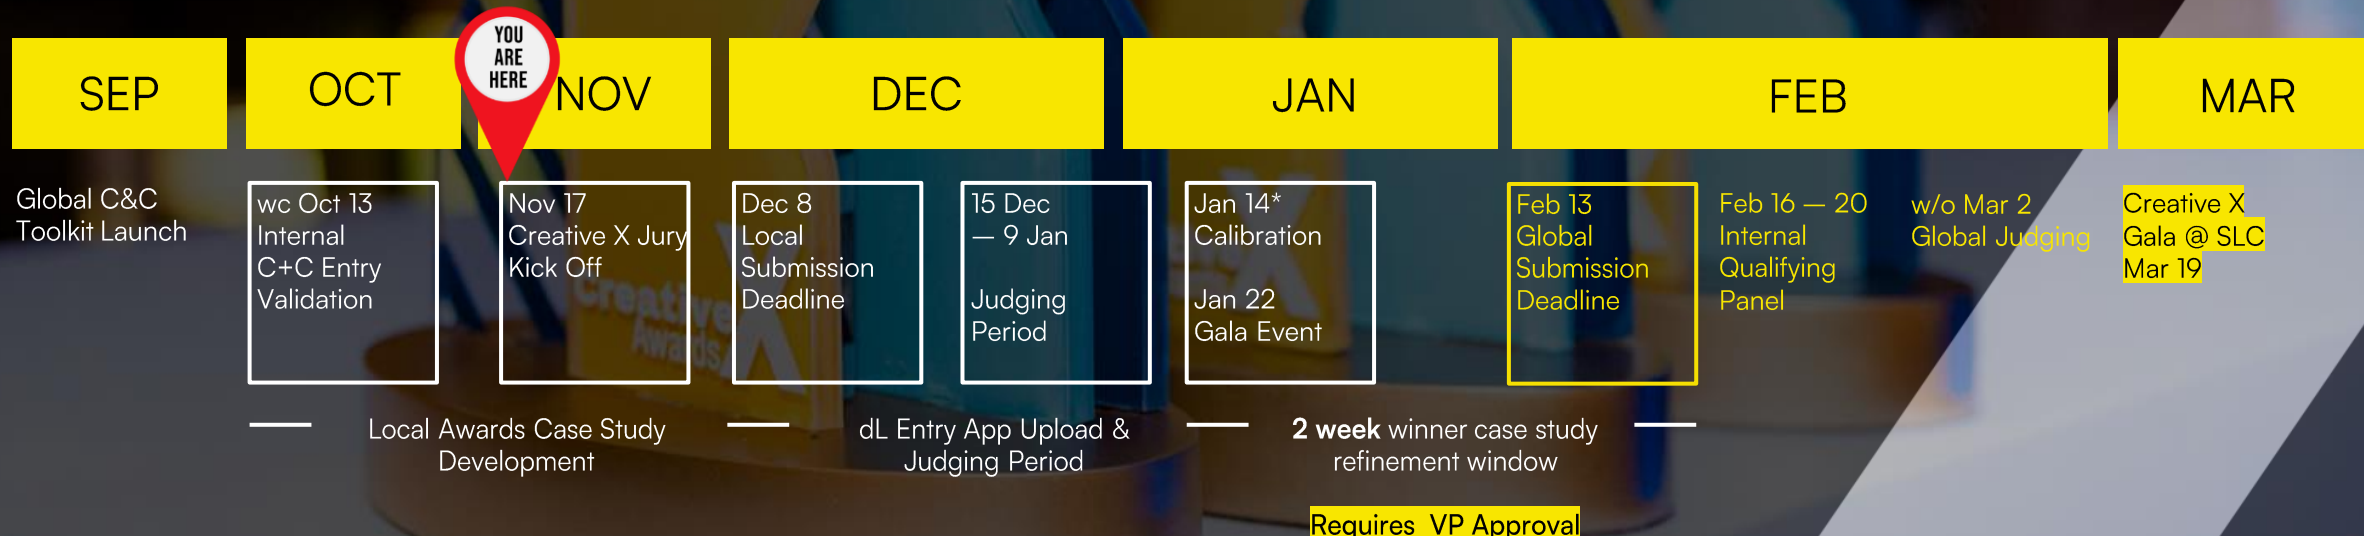 YOU
ARE
HERE
SEP
OCT
NOV
DEC
JAN
FEB
MAR
Global C&C
Toolkit Launch
wc Oct 13
Internal
C+C Entry
Validation
Nov 17
Creative X Jury
Kick Off
Dec 8
Local
Submission
Deadline
15 Dec
– 9 Jan
Judging
Period
Jan 14*
Calibration
Jan 22
Gala Event
Feb 13
Global
Submission
Deadline
Feb 16 – 20
Internal
Qualifying
Panel
w/o Mar 2
Global Judging
Creative X
Gala @ SLC
Mar 19
Creative
Awards
X
Local Awards Case Study
Development
dL Entry App Upload &
Judging Period
2 week winner case study
refinement window
Requires VP Approval